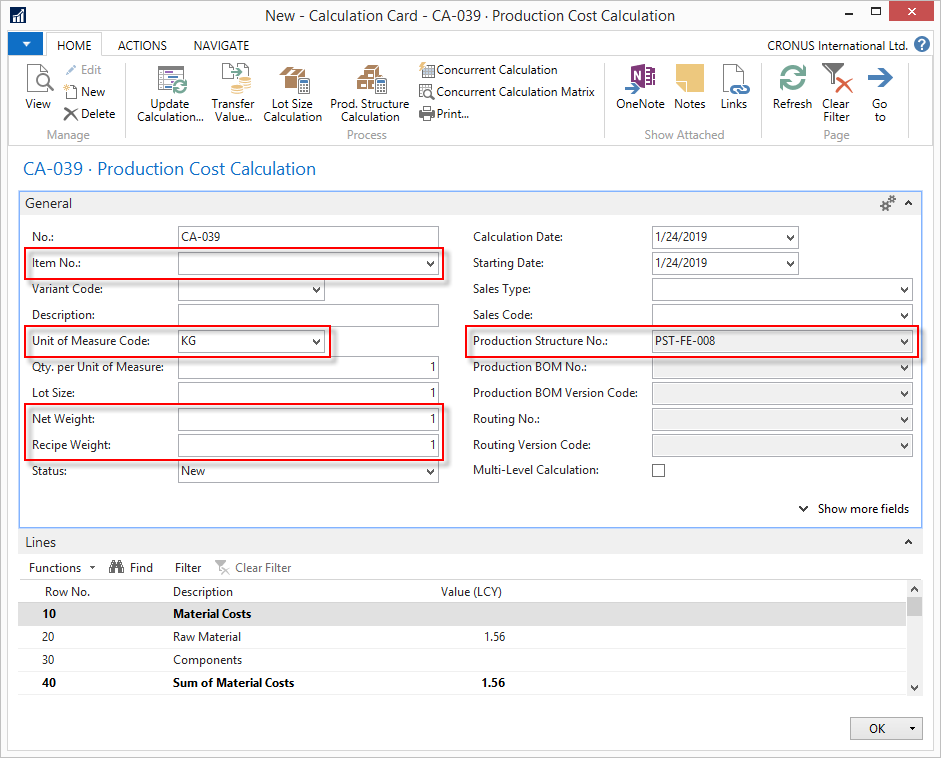 New - Calculation Card - CA-039 · Production Cost Calculation
HOME ACTIONS NAVIGATE CRONUS International Ltd.
View
Edit
New
Delete
Manage
Update Calculation...
Transfer Value...
Lot Size Calculation
Prod. Structure Calculation
Concurrent Calculation
Concurrent Calculation Matrix
Print...
Process
OneNote
Notes
Links
Show Attached
Refresh
Clear Filter
Go to
Page
CA-039 · Production Cost Calculation
General
No.: CA-039
Item No.:
Variant Code:
Description:
Unit of Measure Code: KG
Qty. per Unit of Measure: 1
Lot Size: 1
Net Weight: 1
Recipe Weight: 1
Status: New
Calculation Date: 1/24/2019
Starting Date: 1/24/2019
Sales Type:
Sales Code:
Production Structure No.: PST-FE-008
Production BOM No.:
Production BOM Version Code:
Routing No.:
Routing Version Code:
Multi-Level Calculation:
Show more fields
Lines
Functions Find Filter Clear Filter
Row No. Description Value (LCY)
10 Material Costs
20 Raw Material 1.56
30 Components
40 Sum of Material Costs 1.56
OK